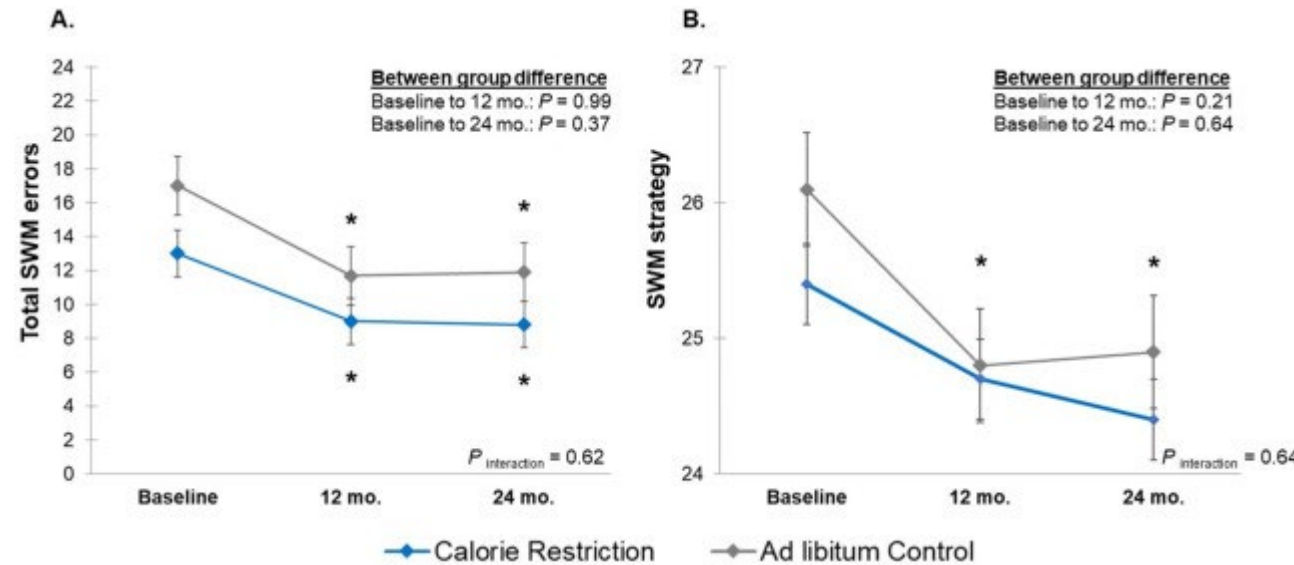 A.
Total SWM errors
24
22
20
18
16
14
12
10
8
6
4
2
0
Between group difference
Baseline to 12 mo.: P = 0.99
Baseline to 24 mo.: P = 0.37
*
*
*
*
P interaction = 0.62
Baseline 12 mo. 24 mo.
B.
SWM strategy
27
26
25
24
Between group difference
Baseline to 12 mo.: P = 0.21
Baseline to 24 mo.: P = 0.64
*
*
P interaction = 0.64
Baseline 12 mo. 24 mo.
Calorie Restriction Ad libitum Control